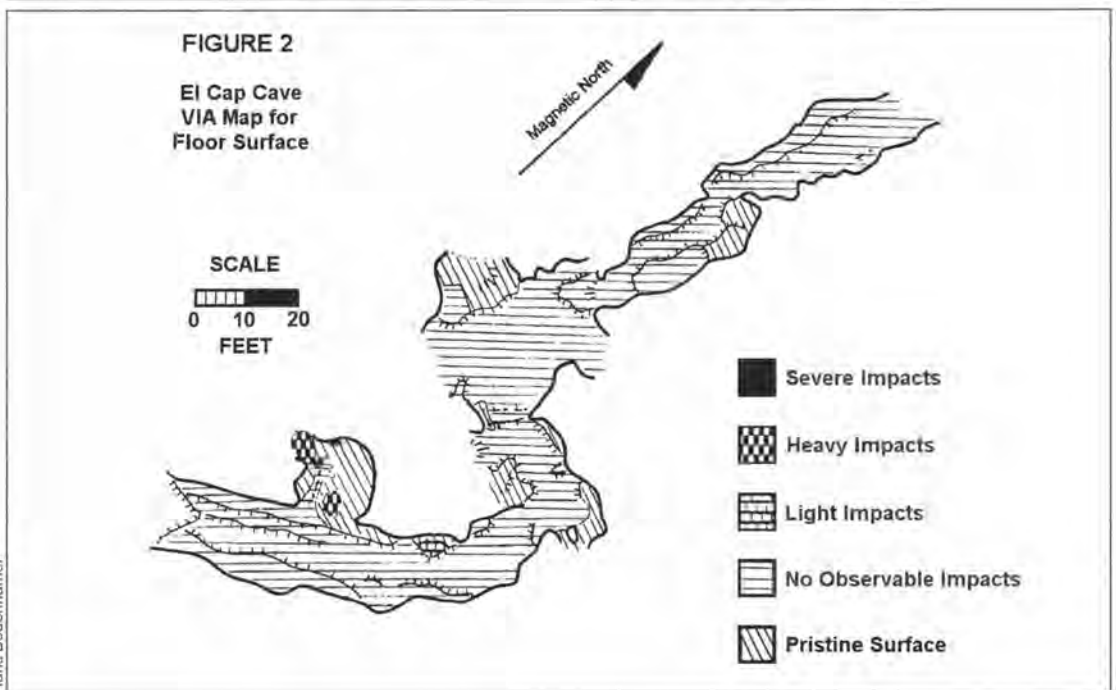 FIGURE 2
El Cap Cave
VIA Map for
Floor Surface
Magnetic North
SCALE
0 10 20
FEET
Severe Impacts
Heavy Impacts
Light Impacts
No Observable Impacts
Pristine Surface